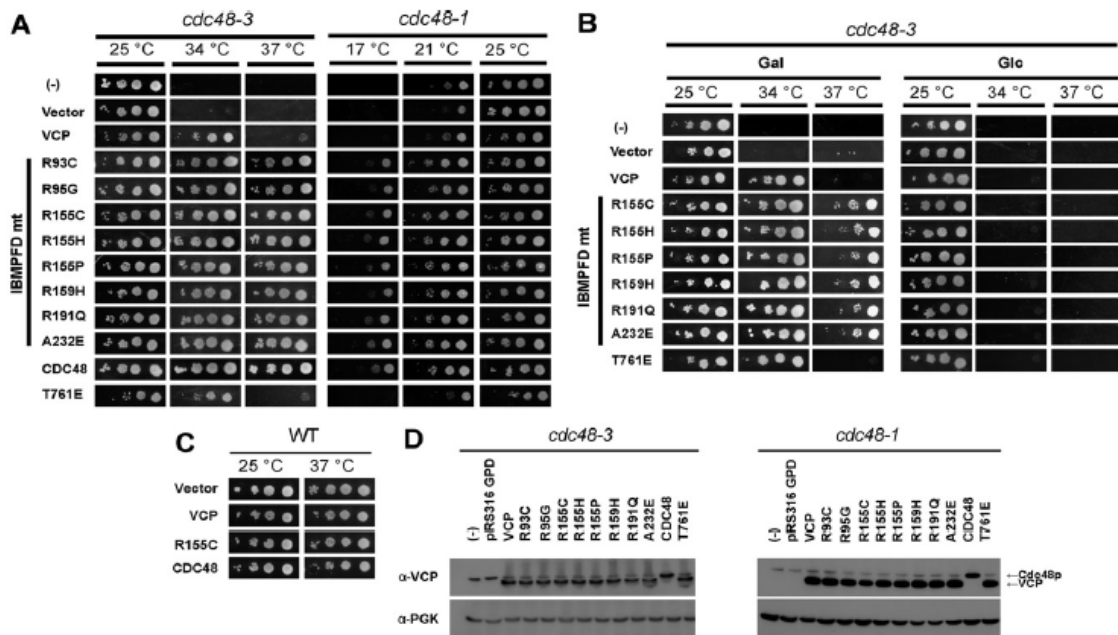 A
cdc48-3
cdc48-1
25 °C 34 °C 37 °C 17 °C 21 °C 25 °C
(-)
Vector
VCP
IBMPFD mt
R93C
R95G
R155C
R155H
R155P
R159H
R191Q
A232E
CDC48
T761E
B
cdc48-3
Gal Glc
25 °C 34 °C 37 °C 25 °C 34 °C 37 °C
(-)
Vector
VCP
IBMPFD mt
R155C
R155H
R155P
R159H
R191Q
A232E
T761E
C
WT
25 °C 37 °C
Vector
VCP
R155C
CDC48
D
cdc48-3
cdc48-1
(-) pRS316 GPD VCP R93C R95G R155C R155H R155P R159H R191Q A232E CDC48 T761E
(-) pRS316 GPD VCP R93C R95G R155C R155H R155P R159H R191Q A232E CDC48 T761E
α-VCP
←Cdc48p
←VCP
α-PGK